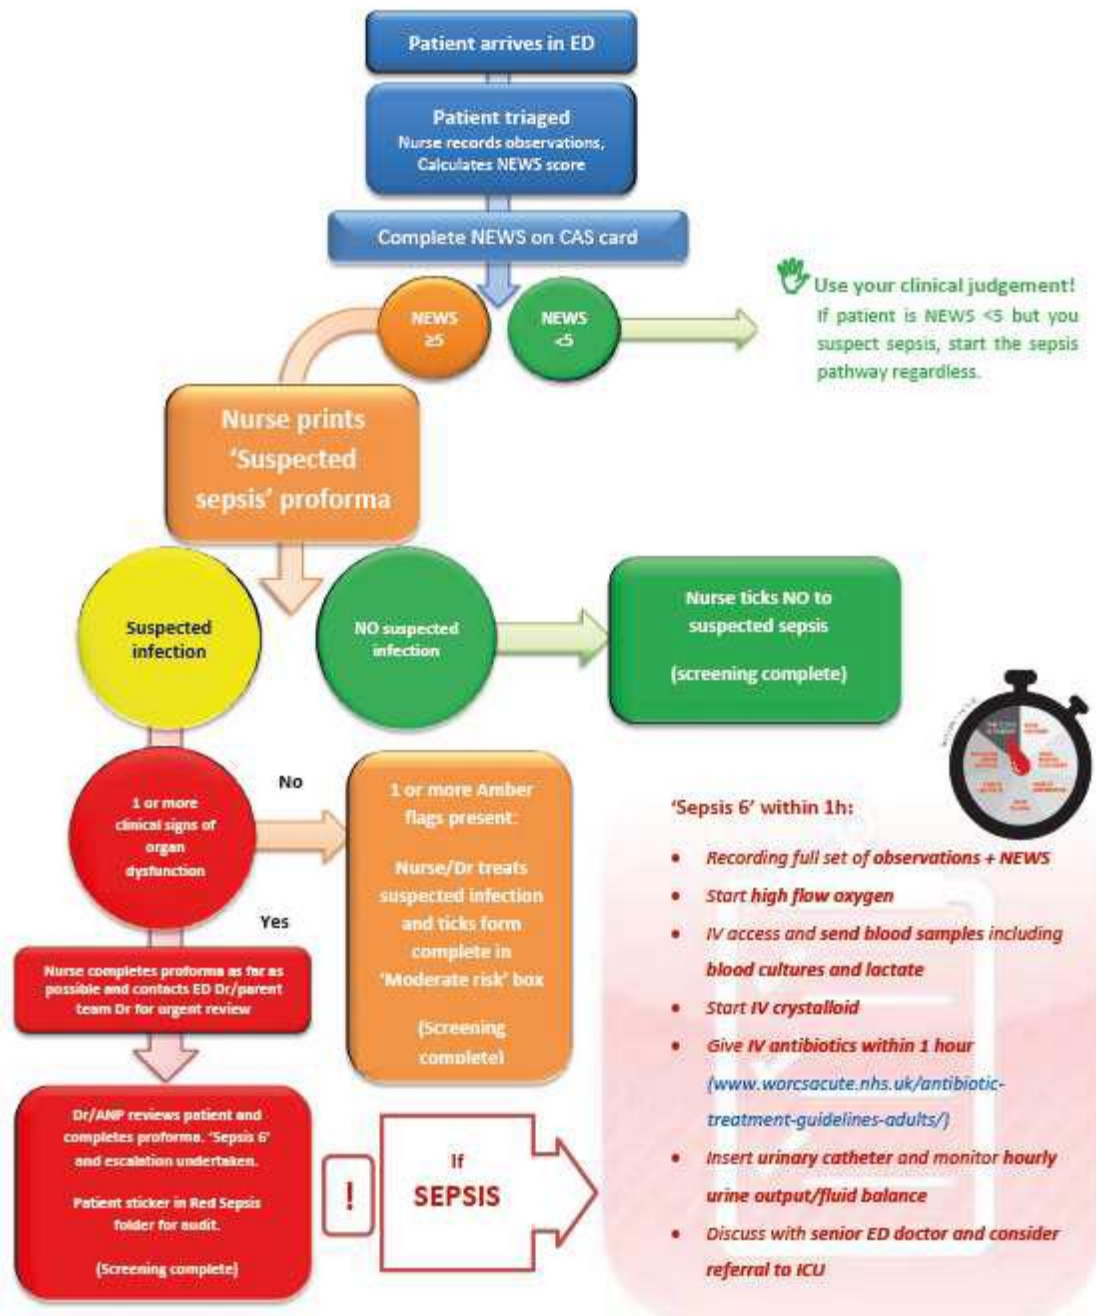 Patient arrives in ED
Patient triaged
Nurse records observations,
Calculates NEWS score
Complete NEWS on CAS card
NEWS
≥5
NEWS
<5
Use your clinical judgement!
If patient is NEWS <5 but you
suspect sepsis, start the sepsis
pathway regardless.
Nurse prints
‘Suspected
sepsis’ proforma
Suspected
infection
NO suspected
infection
Nurse ticks NO to
suspected sepsis
(screening complete)
1 or more
clinical signs of
organ
dysfunction
No
Yes
1 or more Amber
flags present:
Nurse/Dr treats
suspected infection
and ticks form
complete in
‘Moderate risk’ box
(Screening
complete)
Nurse completes proforma as far as
possible and contacts ED Dr/parent
team Dr for urgent review
Dr/ANP reviews patient and
completes proforma. ‘Sepsis 6’
and escalation undertaken.
Patient sticker in Red Sepsis
folder for audit.
(Screening complete)
!
If
SEPSIS
‘Sepsis 6’ within 1h:
• Recording full set of observations + NEWS
• Start high flow oxygen
• IV access and send blood samples including
blood cultures and lactate
• Start IV crystalloid
• Give IV antibiotics within 1 hour
(www.worcsacute.nhs.uk/antibiotic-
treatment-guidelines-adults/)
• Insert urinary catheter and monitor hourly
urine output/fluid balance
• Discuss with senior ED doctor and consider
referral to ICU